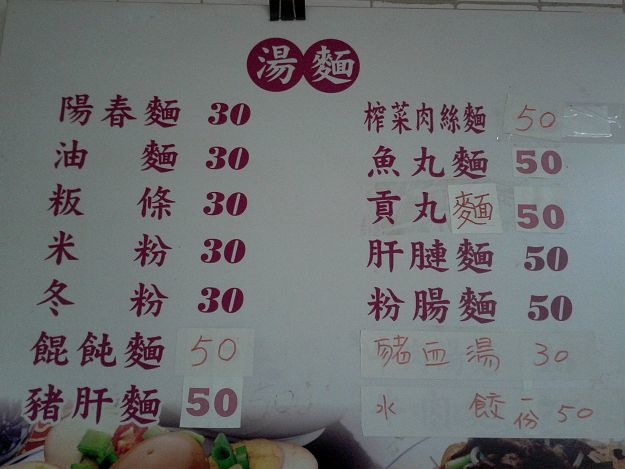 湯麵
陽春麵 30
油麵 30
粄條 30
米粉 30
冬粉 30
餛飩麵 50
豬肝麵 50
榨菜肉絲麵 50
魚丸麵 50
貢丸麵 50
肝腱麵 50
粉腸麵 50
豬血湯 30
水餃一份 50